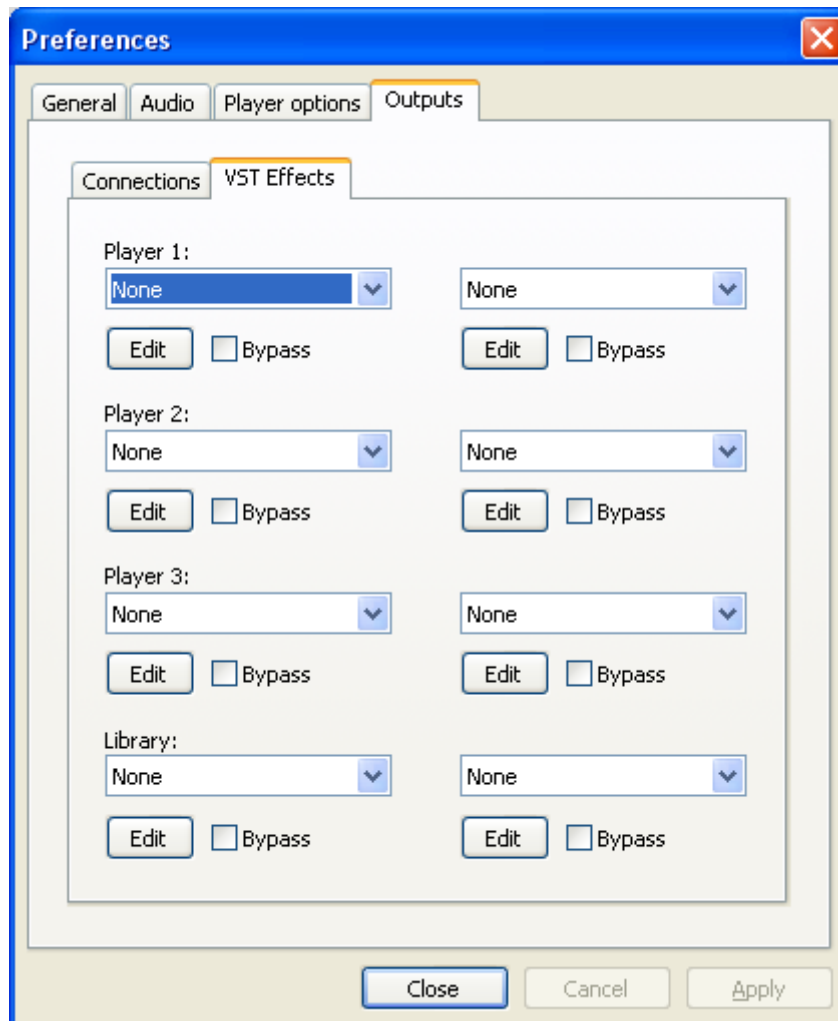 Preferences
General Audio Player options Outputs
Connections VST Effects
Player 1:
None None
Edit Bypass Edit Bypass
Player 2:
None None
Edit Bypass Edit Bypass
Player 3:
None None
Edit Bypass Edit Bypass
Library:
None None
Edit Bypass Edit Bypass
Close Cancel Apply